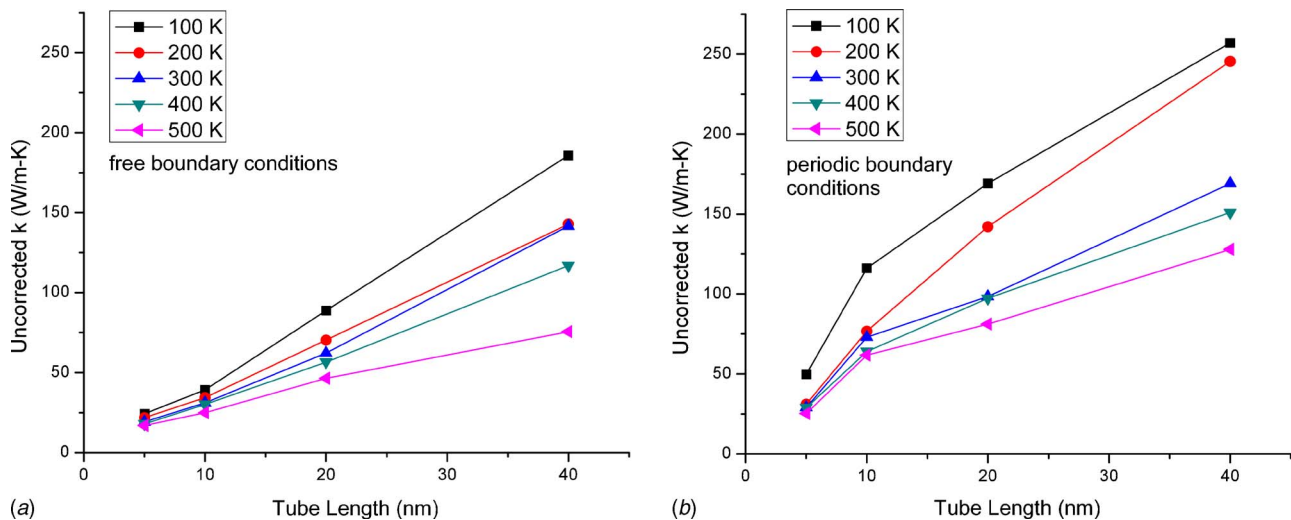 100 K
200 K
300 K
400 K
500 K
free boundary conditions
250
200
150
100
50
0
Uncorrected k (W/m-K)
0
10
20
30
40
Tube Length (nm)
(a)
100 K
200 K
300 K
400 K
500 K
periodic boundary
conditions
250
200
150
100
50
0
Uncorrected k (W/m-K)
0
10
20
30
40
Tube Length (nm)
(b)